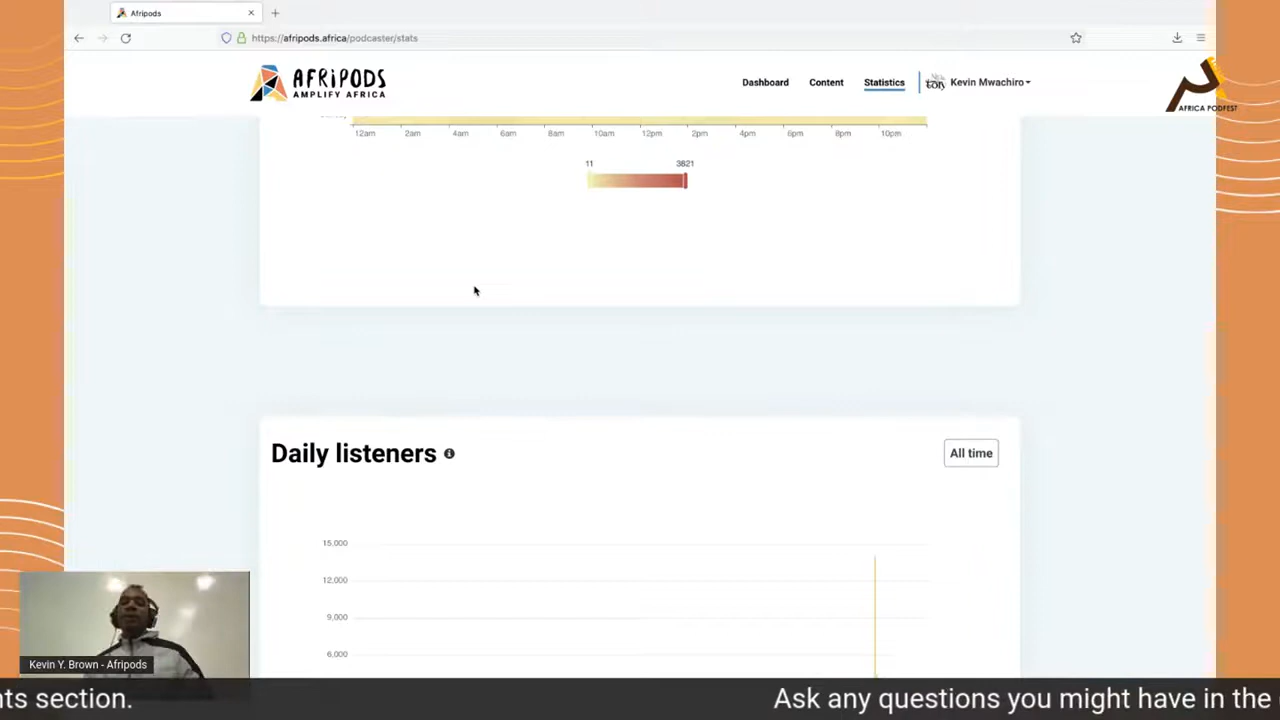 Afripods
https://afripods.africa/podcaster/stats
AFRIPODS
AMPLIFY AFRICA
Dashboard
Content
Statistics
Kevin Mwachiro
AFRICA PODFEST
12am 2am 4am 6am 8am 10am 12pm 2pm 4pm 6pm 8pm 10pm
11 3821
Daily listeners
All time
15,000
12,000
9,000
6,000
Kevin Y. Brown - Afripods
nts section. Ask any questions you might have in the